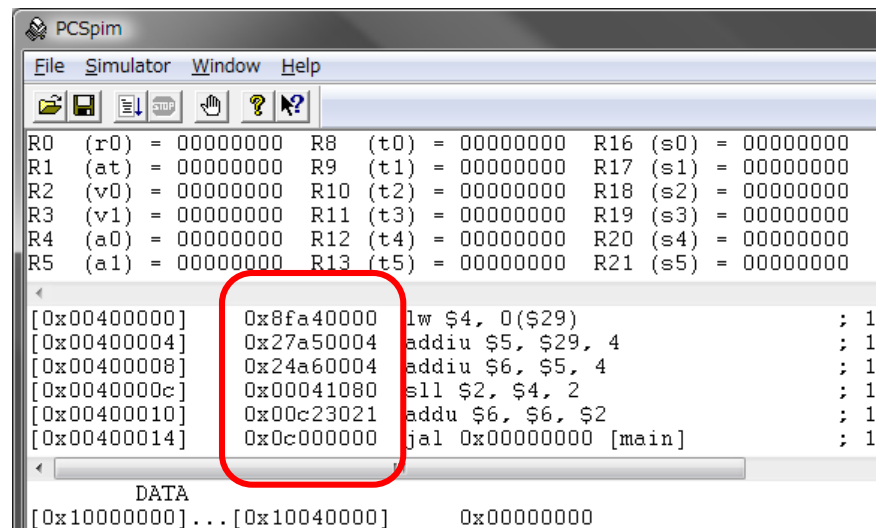 PCSpim
File Simulator Window Help
STOP
R0 (r0) = 00000000 R8 (t0) = 00000000 R16 (s0) = 00000000
R1 (at) = 00000000 R9 (t1) = 00000000 R17 (s1) = 00000000
R2 (v0) = 00000000 R10 (t2) = 00000000 R18 (s2) = 00000000
R3 (v1) = 00000000 R11 (t3) = 00000000 R19 (s3) = 00000000
R4 (a0) = 00000000 R12 (t4) = 00000000 R20 (s4) = 00000000
R5 (a1) = 00000000 R13 (t5) = 00000000 R21 (s5) = 00000000
[0x00400000] 0x8fa40000 lw $4, 0($29) ; 1
[0x00400004] 0x27a50004 addiu $5, $29, 4 ; 1
[0x00400008] 0x24a60004 addiu $6, $5, 4 ; 1
[0x0040000c] 0x00041080 sll $2, $4, 2 ; 1
[0x00400010] 0x00c23021 addu $6, $6, $2 ; 1
[0x00400014] 0x0c000000 jal 0x00000000 [main] ; 1
DATA
[0x10000000]...[0x10040000] 0x00000000